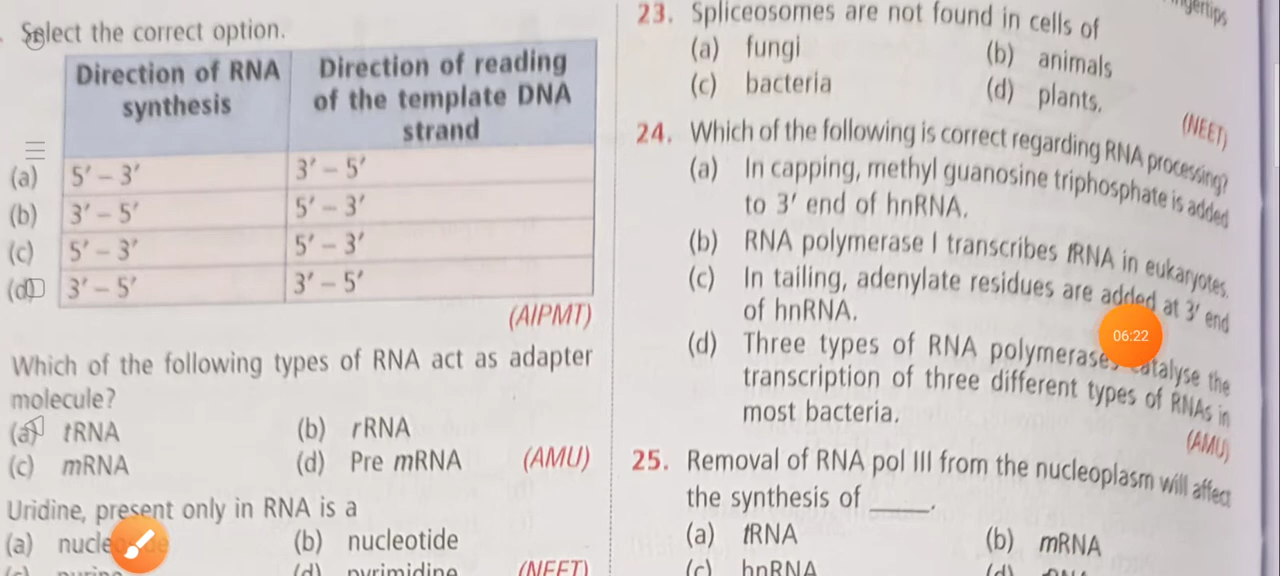 Select the correct option.
Direction of RNA synthesis
Direction of reading of the template DNA strand
(a) 5′ – 3′ 3′ – 5′
(b) 3′ – 5′ 5′ – 3′
(c) 5′ – 3′ 5′ – 3′
(d) 3′ – 5′ 3′ – 5′
(AIPMT)
Which of the following types of RNA act as adapter
molecule?
(a) tRNA (b) rRNA
(c) mRNA (d) Pre mRNA (AMU)
Uridine, present only in RNA is a
(a) (b) nucleotide
(d) pyrimidine (NEET)
23. Spliceosomes are not found in cells of
(a) fungi (b) animals
(c) bacteria (d) plants.
(NEET)
24. Which of the following is correct regarding RNA processing?
(a) In capping, methyl guanosine triphosphate is added
to 3′ end of hnRNA.
(b) RNA polymerase I transcribes tRNA in eukaryotes.
(c) In tailing, adenylate residues are added at 3′ end
of hnRNA.
(d) Three types of RNA polymerases catalyse the
transcription of three different types of RNAs in
most bacteria.
(AMU)
25. Removal of RNA pol III from the nucleoplasm will affect
the synthesis of _____.
(a) tRNA (b) mRNA
(c) hnRNA (d)
06:22